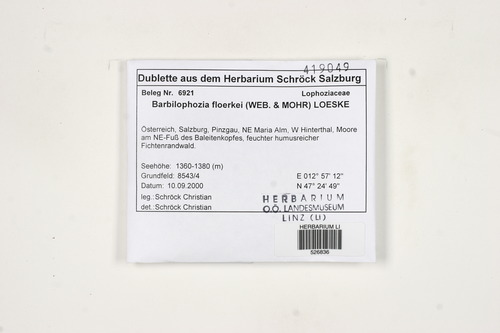 419049
Dublette aus dem Herbarium Schröck Salzburg
Beleg Nr. 6921 Lophoziaceae
Barbilophozia floerkei (WEB. & MOHR) LOESKE
Österreich, Salzburg, Pinzgau, NE Maria Alm, W Hinterthal, Moore
am NE-Fuß des Baleitenkopfes, feuchter humusreicher
Fichtenrandwald.
Seehöhe: 1360-1380 (m)
Grundfeld: 8543/4 E 012° 57' 12"
Datum: 10.09.2000 N 47° 24' 49"
leg.:Schröck Christian
det.:Schröck Christian
HERBARIUM
O.Ö. LANDESMUSEUM
LINZ (LI)
HERBARIUM LI
526836